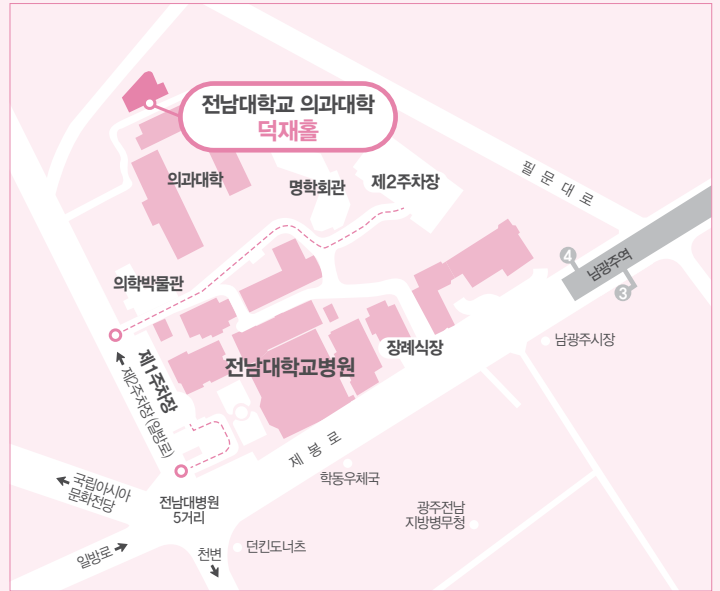 전남대학교 의과대학
덕재홀
의과대학
명학회관
제2주차장
필문대로
의학박물관
4
남광주역
3
남광주시장
장례식장
전남대학교병원
제1주차장
제2주차장(일방로)
제봉로
학동우체국
국립아시아
문화전당
전남대병원
5거리
광주전남
지방병무청
일방로
천변
던킨도너츠